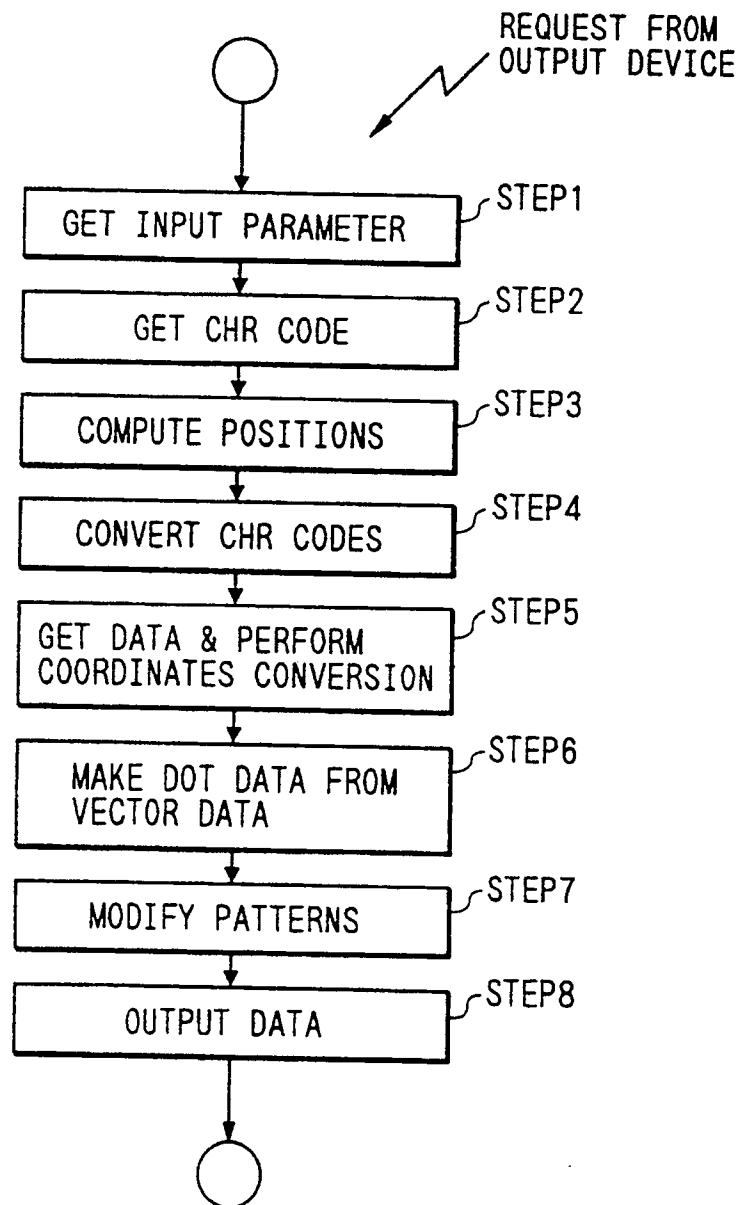 REQUEST FROM
OUTPUT DEVICE
STEP1
GET INPUT PARAMETER
STEP2
GET CHR CODE
STEP3
COMPUTE POSITIONS
STEP4
CONVERT CHR CODES
STEP5
GET DATA & PERFORM
COORDINATES CONVERSION
STEP6
MAKE DOT DATA FROM
VECTOR DATA
STEP7
MODIFY PATTERNS
STEP8
OUTPUT DATA